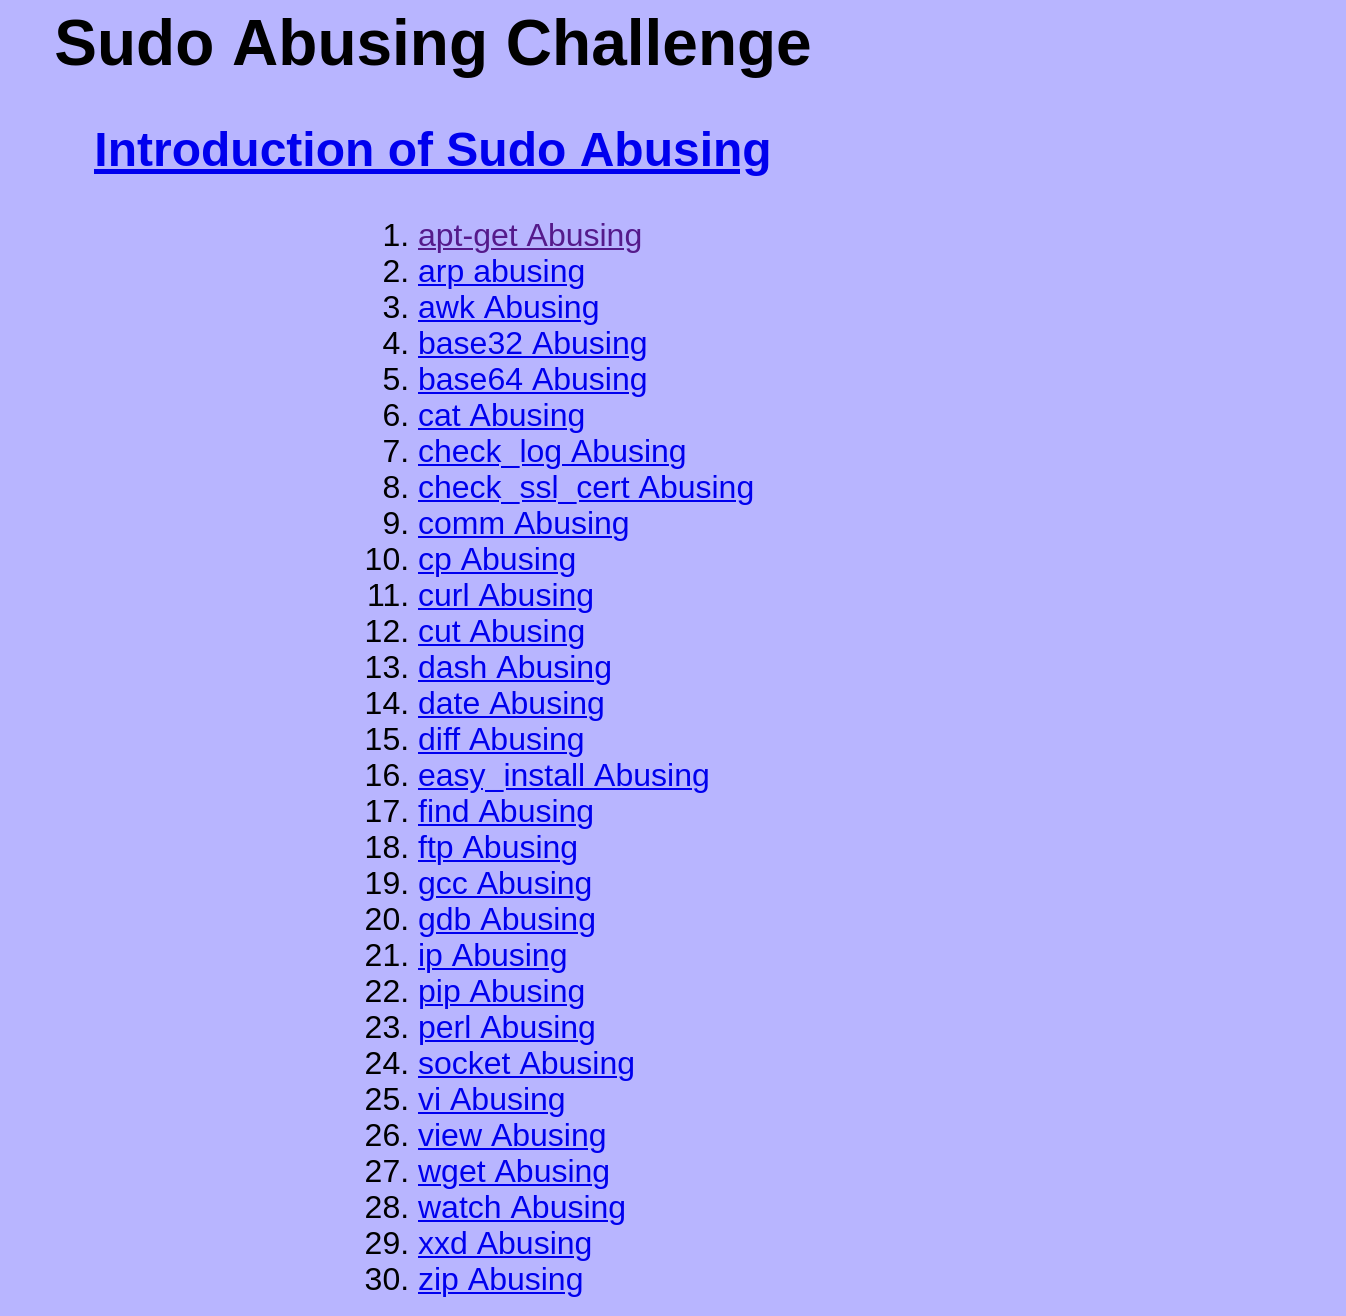 Sudo Abusing Challenge
Introduction of Sudo Abusing
1. apt-get Abusing
2. arp abusing
3. awk Abusing
4. base32 Abusing
5. base64 Abusing
6. cat Abusing
7. check_log Abusing
8. check_ssl_cert Abusing
9. comm Abusing
10. cp Abusing
11. curl Abusing
12. cut Abusing
13. dash Abusing
14. date Abusing
15. diff Abusing
16. easy_install Abusing
17. find Abusing
18. ftp Abusing
19. gcc Abusing
20. gdb Abusing
21. ip Abusing
22. pip Abusing
23. perl Abusing
24. socket Abusing
25. vi Abusing
26. view Abusing
27. wget Abusing
28. watch Abusing
29. xxd Abusing
30. zip Abusing